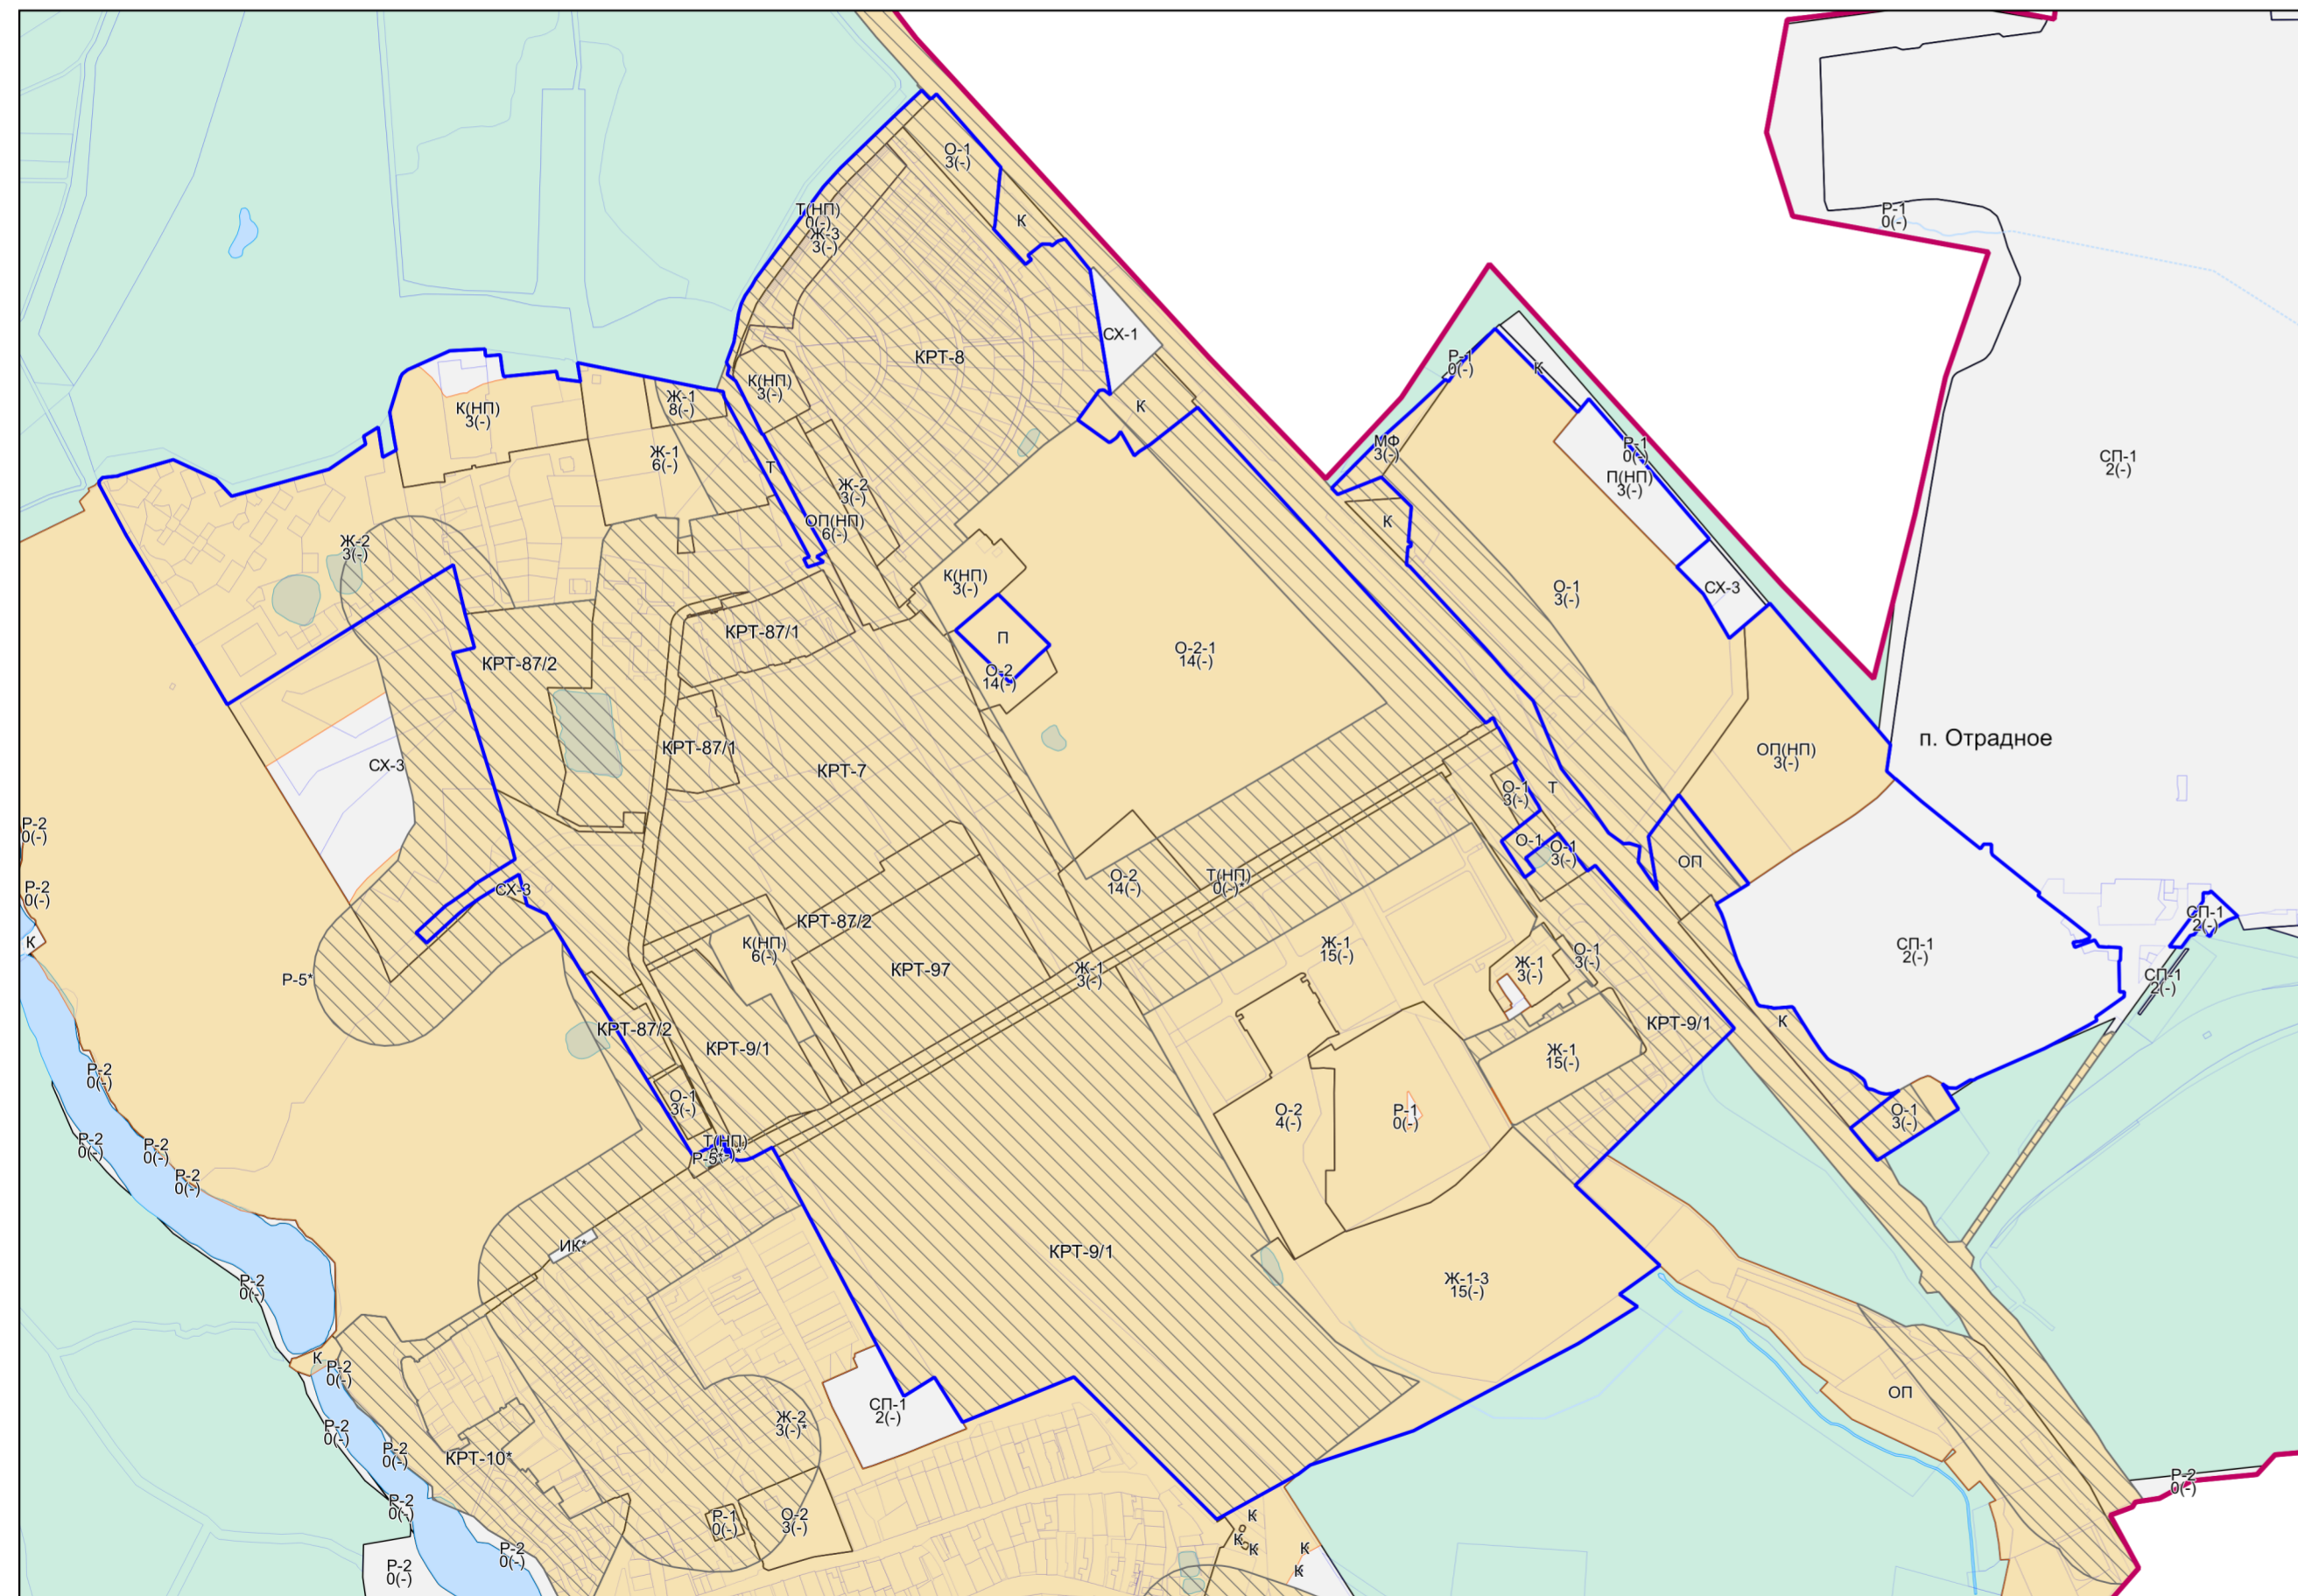 О-1
3(-)
Т(НП)
0(-)
Ж-3
3(-)
К
Р-1
0(-)
СХ-1
КРТ-8
Р-1
0(-)
К
К(НП)
3(-)
Ж-1
8(-)
К(НП)
3(-)
К
МФ
3(-)
Р-1
0(-)
П(НП)
3(-)
СП-1
2(-)
Ж-1
6(-)
Т
Ж-2
3(-)
ОП(НП)
6(-)
К
Ж-2
3(-)
К(НП)
3(-)
СХ-3
О-1
3(-)
КРТ-87/1
П
О-2
14(-)
О-2-1
14(-)
КРТ-87/2
КРТ-87/1
КРТ-7
СХ-3
ОП(НП)
3(-)
п. Отрадное
О-1
3(-)
Т
Р-2
0(-)
О-1
О-1
3(-)
ОП
Р-2
0(-)
СХ-3
О-2
14(-)
Т(НП)
0(-)*
К
КРТ-87/2
К(НП)
6(-)
Ж-1
15(-)
СП-1
2(-)
СП-1
2(-)
Р-5*
КРТ-97
Ж-1
3(-)
Ж-1
3(-)
О-1
3(-)
СП-1
2(-)
КРТ-87/2
КРТ-9/1
КРТ-9/1
К
Ж-1
15(-)
Р-2
0(-)
О-1
3(-)
О-2
4(-)
Р-1
0(-)
О-1
3(-)
Р-2
0(-)
Р-2
0(-)
Т(НП)
Р-5*
Р-2
0(-)
ИК*
КРТ-9/1
Р-2
0(-)
Ж-1-3
15(-)
К
Р-2
0(-)
ОП
СП-1
2(-)
Ж-2
3(-)*
Р-2
0(-)
Р-2
0(-)
КРТ-10*
Р-2
0(-)
Р-2
0(-)
Р-1
0(-)
О-2
3(-)
К
К
К
К
К
Р-2
0(-)
Р-2
0(-)